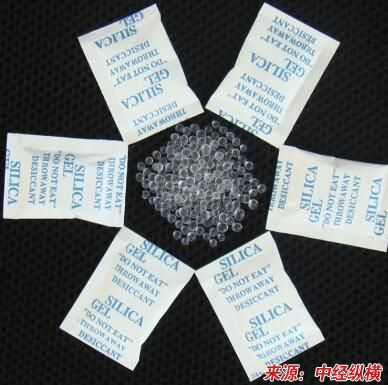 SILICA
GEL
"DO NOT EAT"
THROWAWAY
DESICCANT
SILICA
GEL
"DO NOT EAT"
THROWAWAY
DESICCANT
SILICA
GEL
"DO NOT EAT"
THROWAWAY
DESICCANT
SILICA
GEL
"DO NOT EAT"
THROWAWAY
DESICCANT
SILICA
GEL
"DO NOT EAT"
THROWAWAY
DESICCANT
SILICA
GEL
"DO NOT EAT"
THROWAWAY
DESICCANT
来源：中经纵横